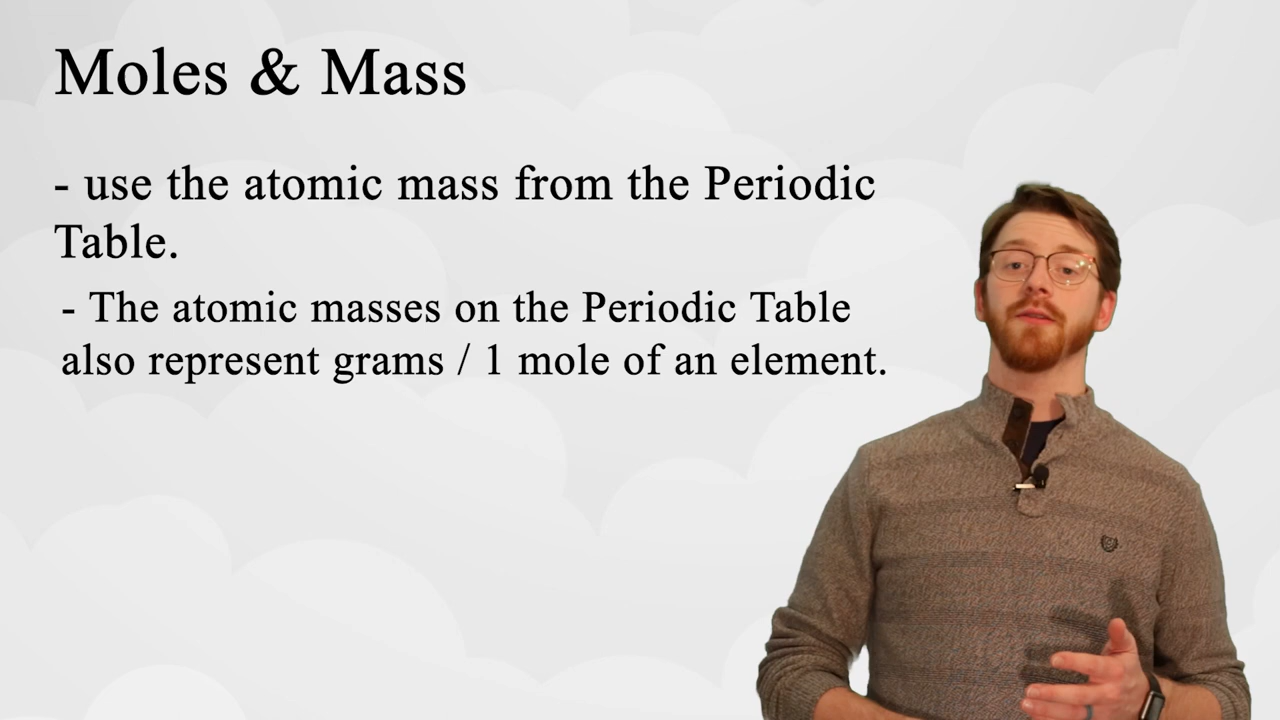 Moles & Mass
- use the atomic mass from the Periodic
Table.
- The atomic masses on the Periodic Table
also represent grams / 1 mole of an element.